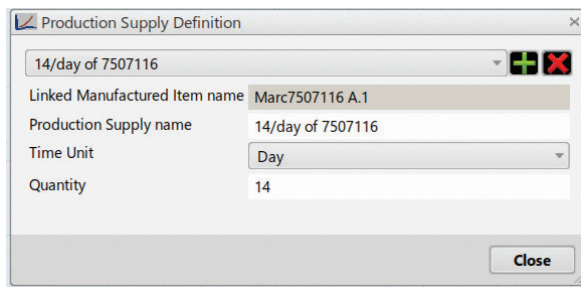 Production Supply Definition
14/day of 7507116
Linked Manufactured Item name Marc7507116 A.1
Production Supply name 14/day of 7507116
Time Unit Day
Quantity 14
Close